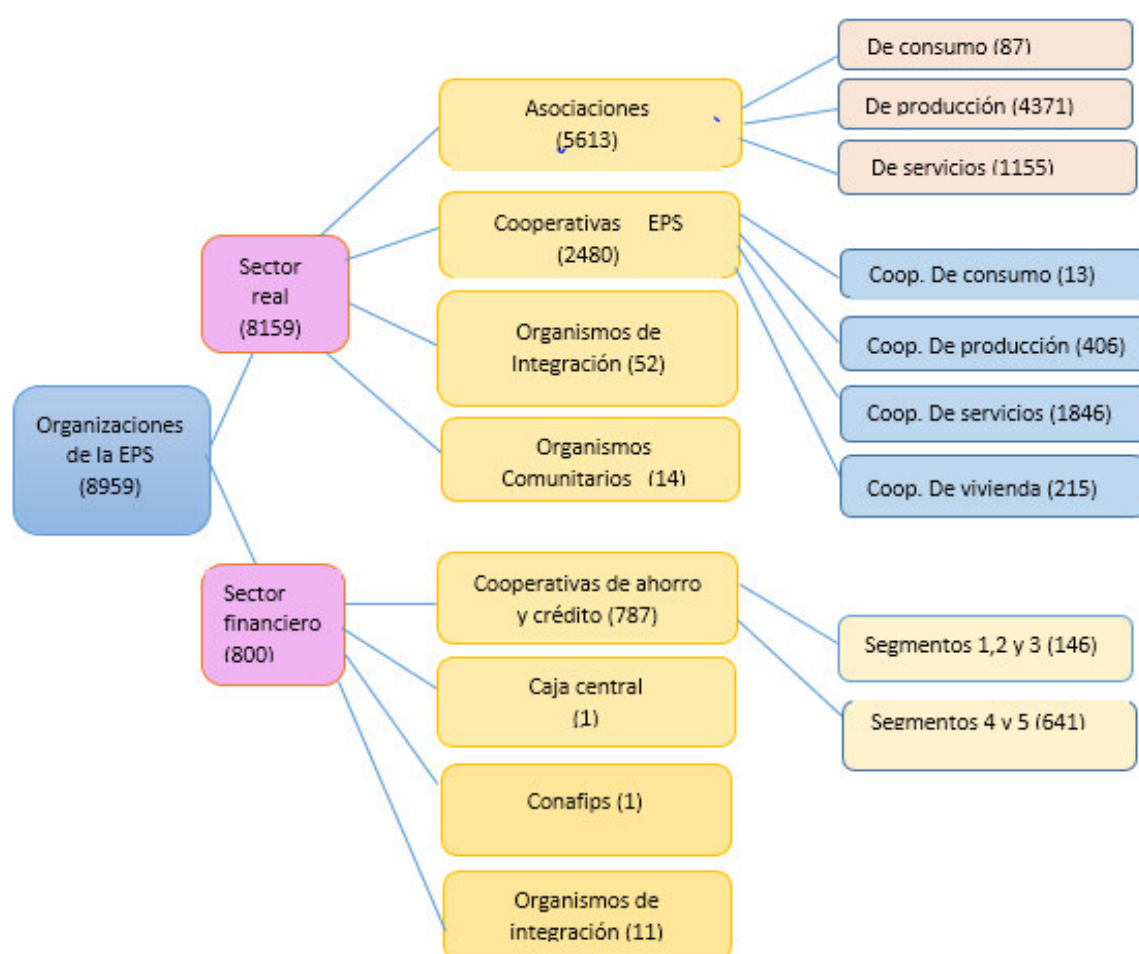 Organizaciones
de la EPS
(8959)
Sector
real
(8159)
Asociaciones
(5613)
De consumo (87)
De producción (4371)
De servicios (1155)
Cooperativas EPS
(2480)
Coop. De consumo (13)
Coop. De producción (406)
Coop. De servicios (1846)
Coop. De vivienda (215)
Organismos de
Integración (52)
Organismos
Comunitarios (14)
Sector
financiero
(800)
Cooperativas de ahorro
y crédito (787)
Segmentos 1,2 y 3 (146)
Segmentos 4 y 5 (641)
Caja central
(1)
Conafips (1)
Organismos de
integración (11)